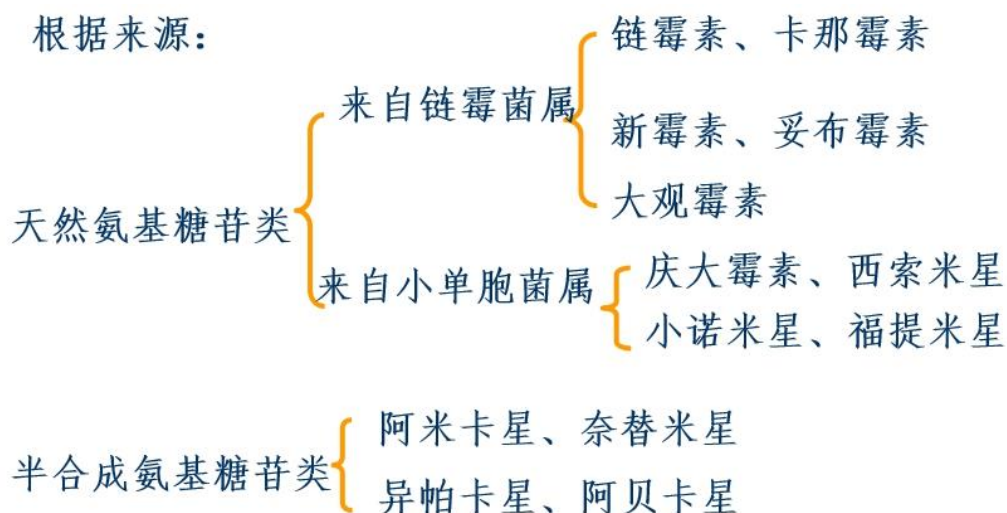 根据来源：
天然氨基糖苷类
来自链霉菌属
链霉素、卡那霉素
新霉素、妥布霉素
大观霉素
来自小单胞菌属
庆大霉素、西索米星
小诺米星、福提米星
半合成氨基糖苷类
阿米卡星、奈替米星
异帕卡星、阿贝卡星